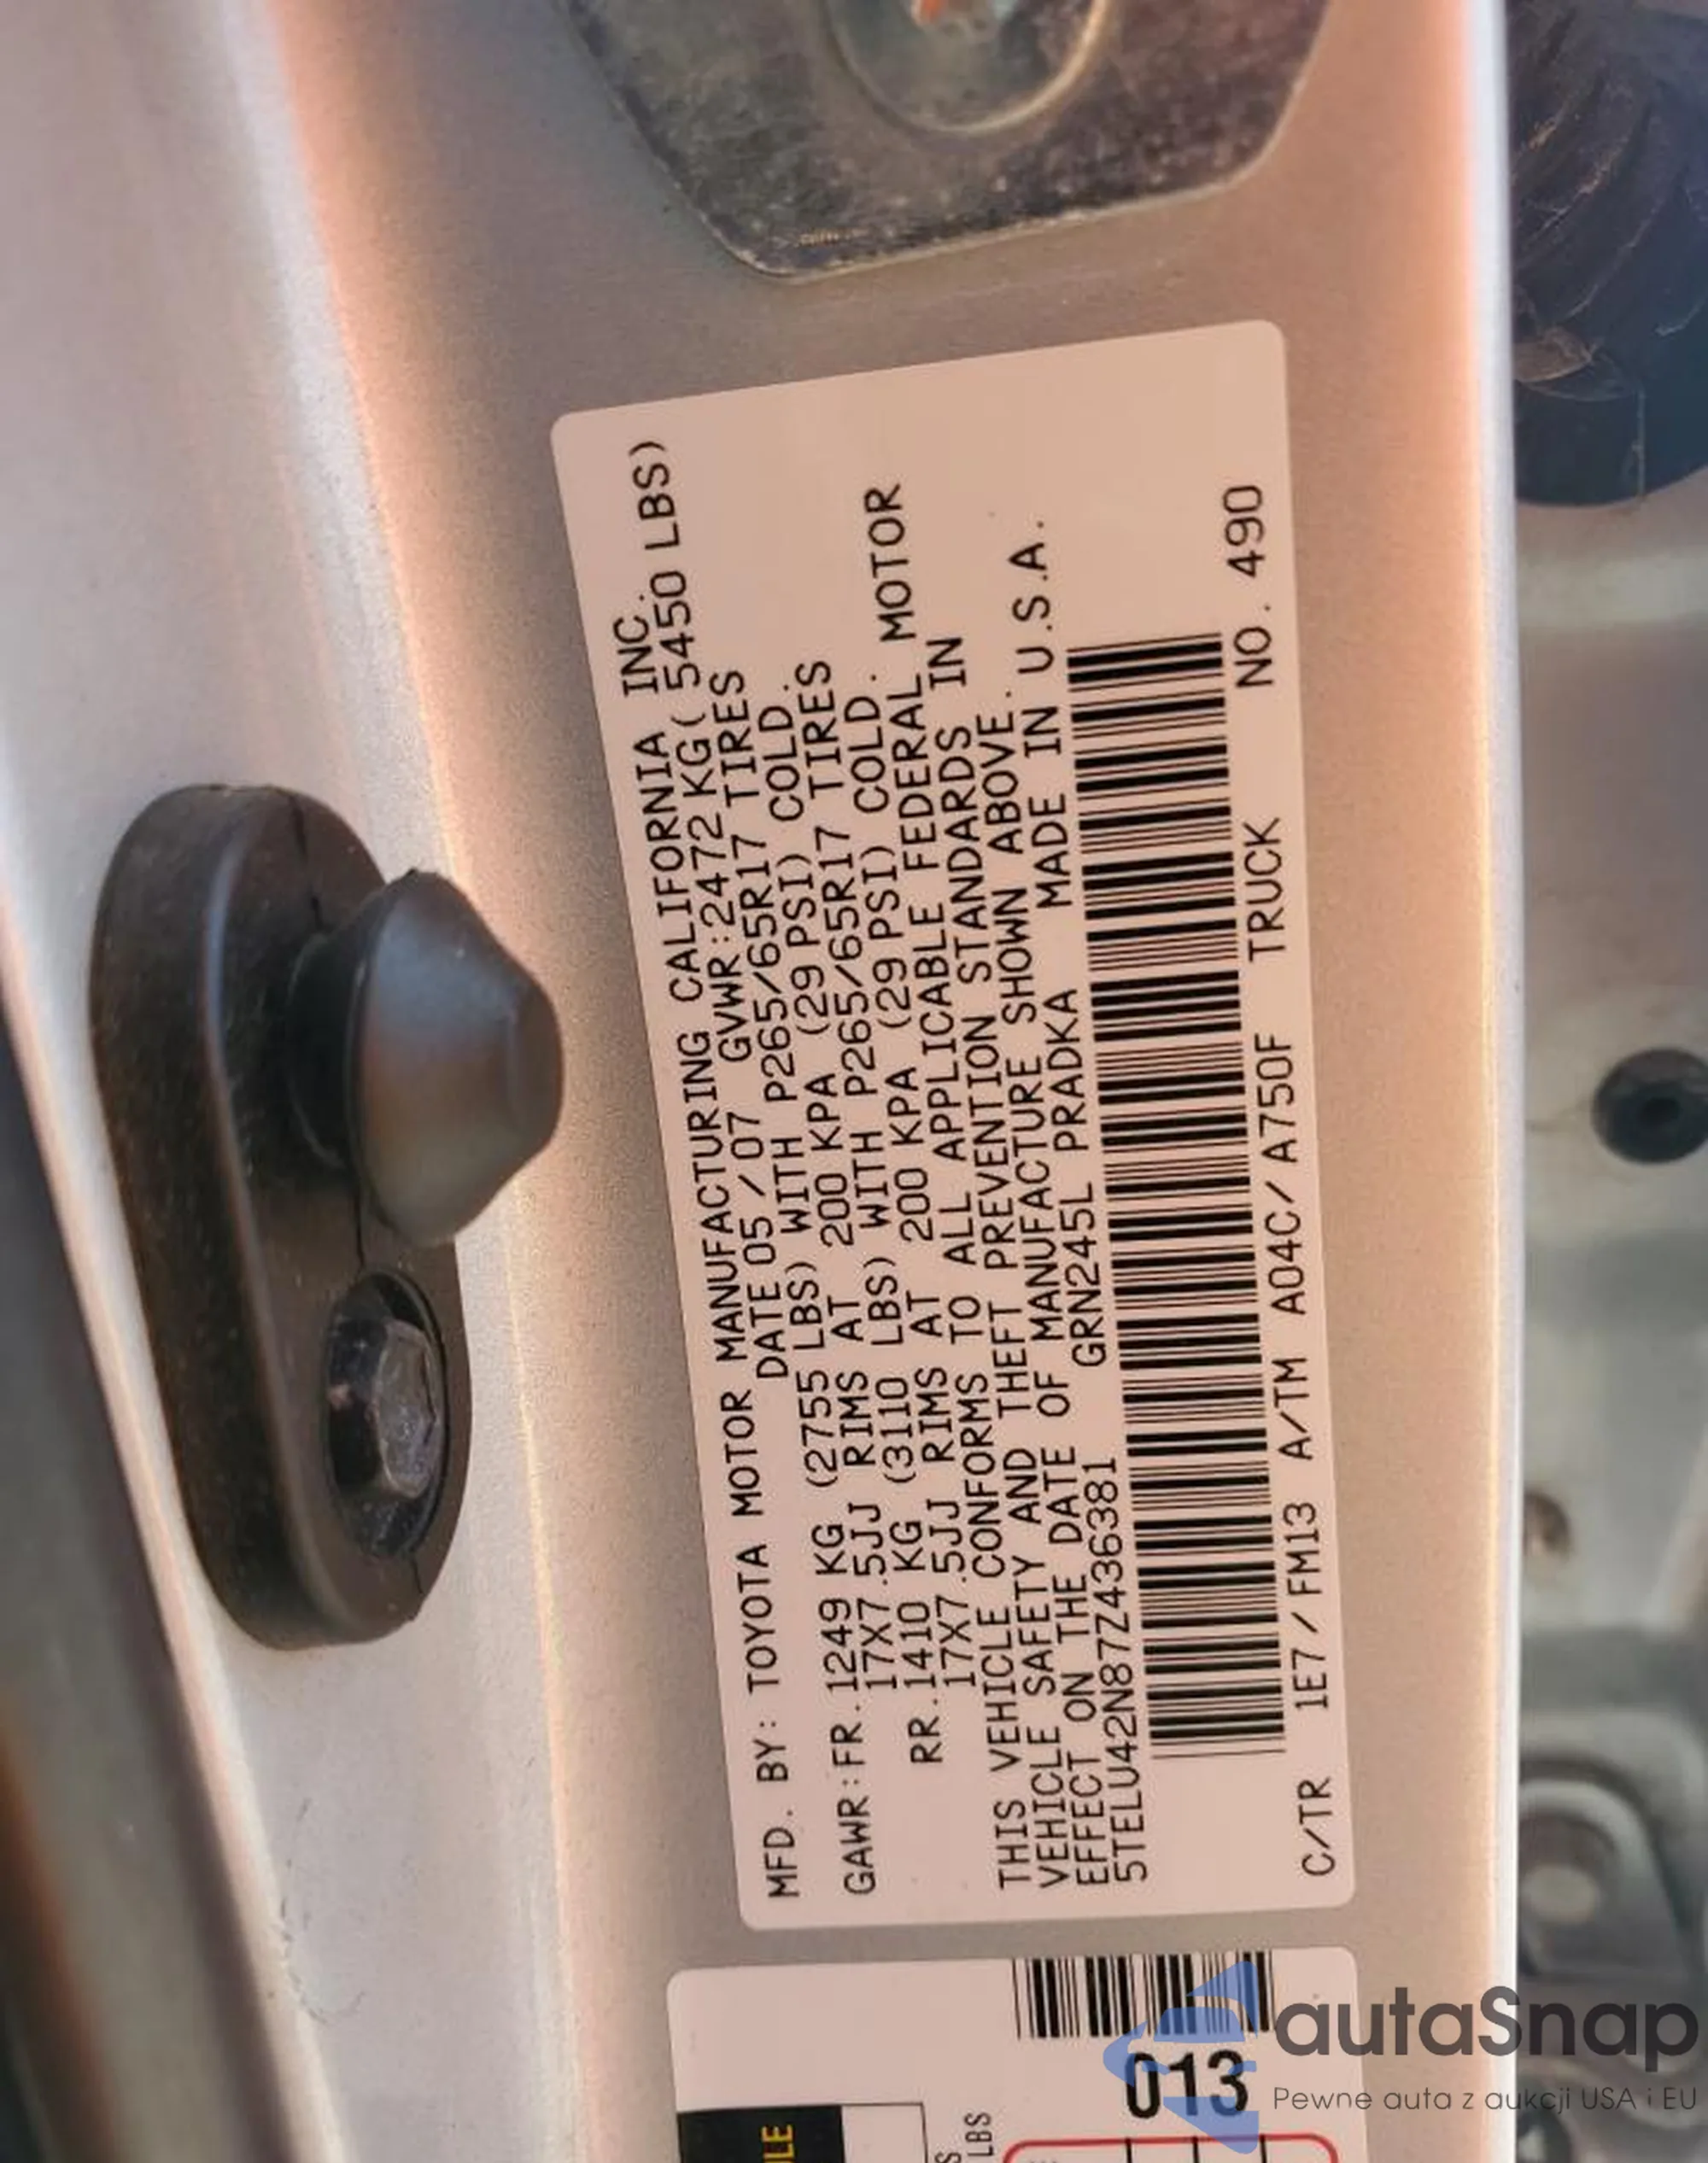 MFD. BY: TOYOTA MOTOR MANUFACTURING CALIFORNIA INC.
DATE 05/07 GVWR:2472 KG( 5450 LBS)
GAWR:FR.1249 KG (2755 LBS) WITH P265/65R17 TIRES
17X7.5JJ RIMS AT 200 KPA (29 PSI) COLD.
RR.1410 KG (3110 LBS) WITH P265/65R17 TIRES
17X7.5JJ RIMS AT 200 KPA (29 PSI) COLD.
THIS VEHICLE CONFORMS TO ALL APPLICABLE FEDERAL MOTOR
VEHICLE SAFETY AND THEFT PREVENTION STANDARDS IN
EFFECT ON THE DATE OF MANUFACTURE SHOWN ABOVE.
5TELU42N87Z436381 GRN245L PRADKA MADE IN U.S.A.
C/TR 1E7/FM13 A/TM A04C/A750F TRUCK NO. 490
013
LBS
autaSnap
Pewne auta z aukcji USA i EU